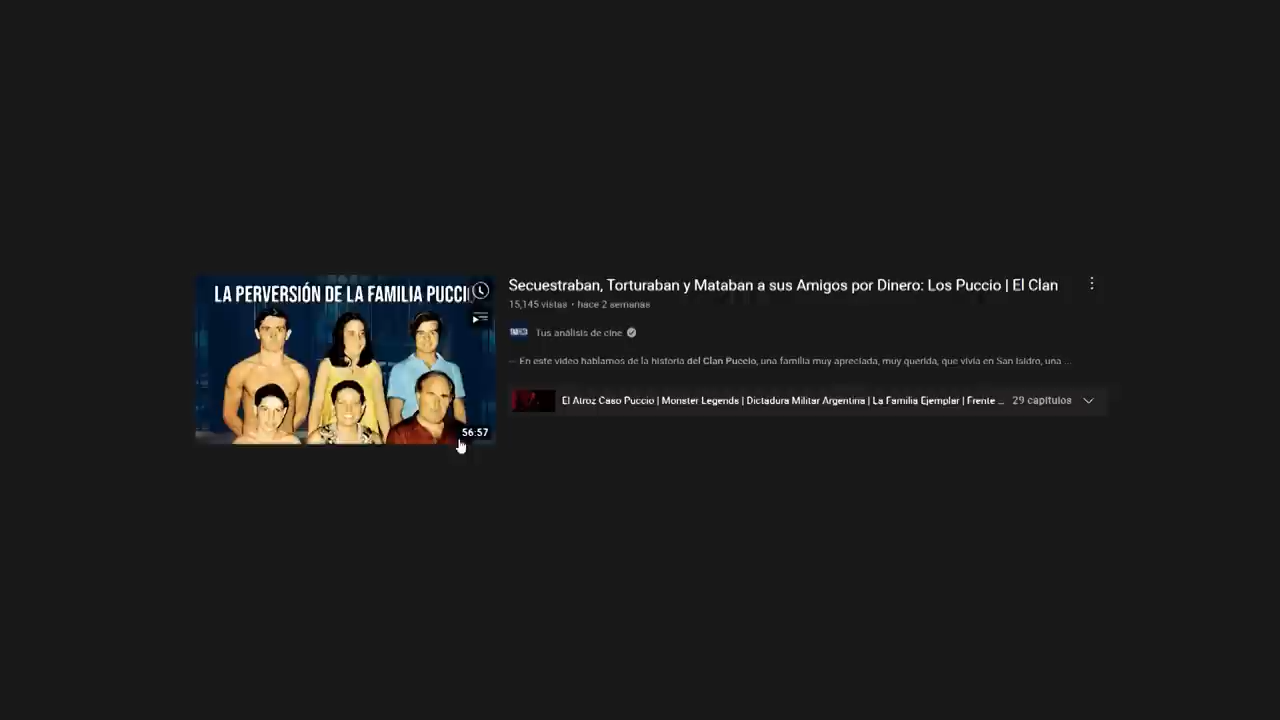 LA PERVERSIÓN DE LA FAMILIA PUCCI
56:57
Secuestraban, Torturaban y Mataban a sus Amigos por Dinero: Los Puccio | El Clan
15,145 vistas • hace 2 semanas
Tus análisis de cine
— En este video hablamos de la historia del Clan Puccio, una familia muy apreciada, muy querida, que vivía en San Isidro, una ...
El Atroz Caso Puccio | Monster Legends | Dictadura Militar Argentina | La Familia Ejemplar | Frente ...
29 capítulos